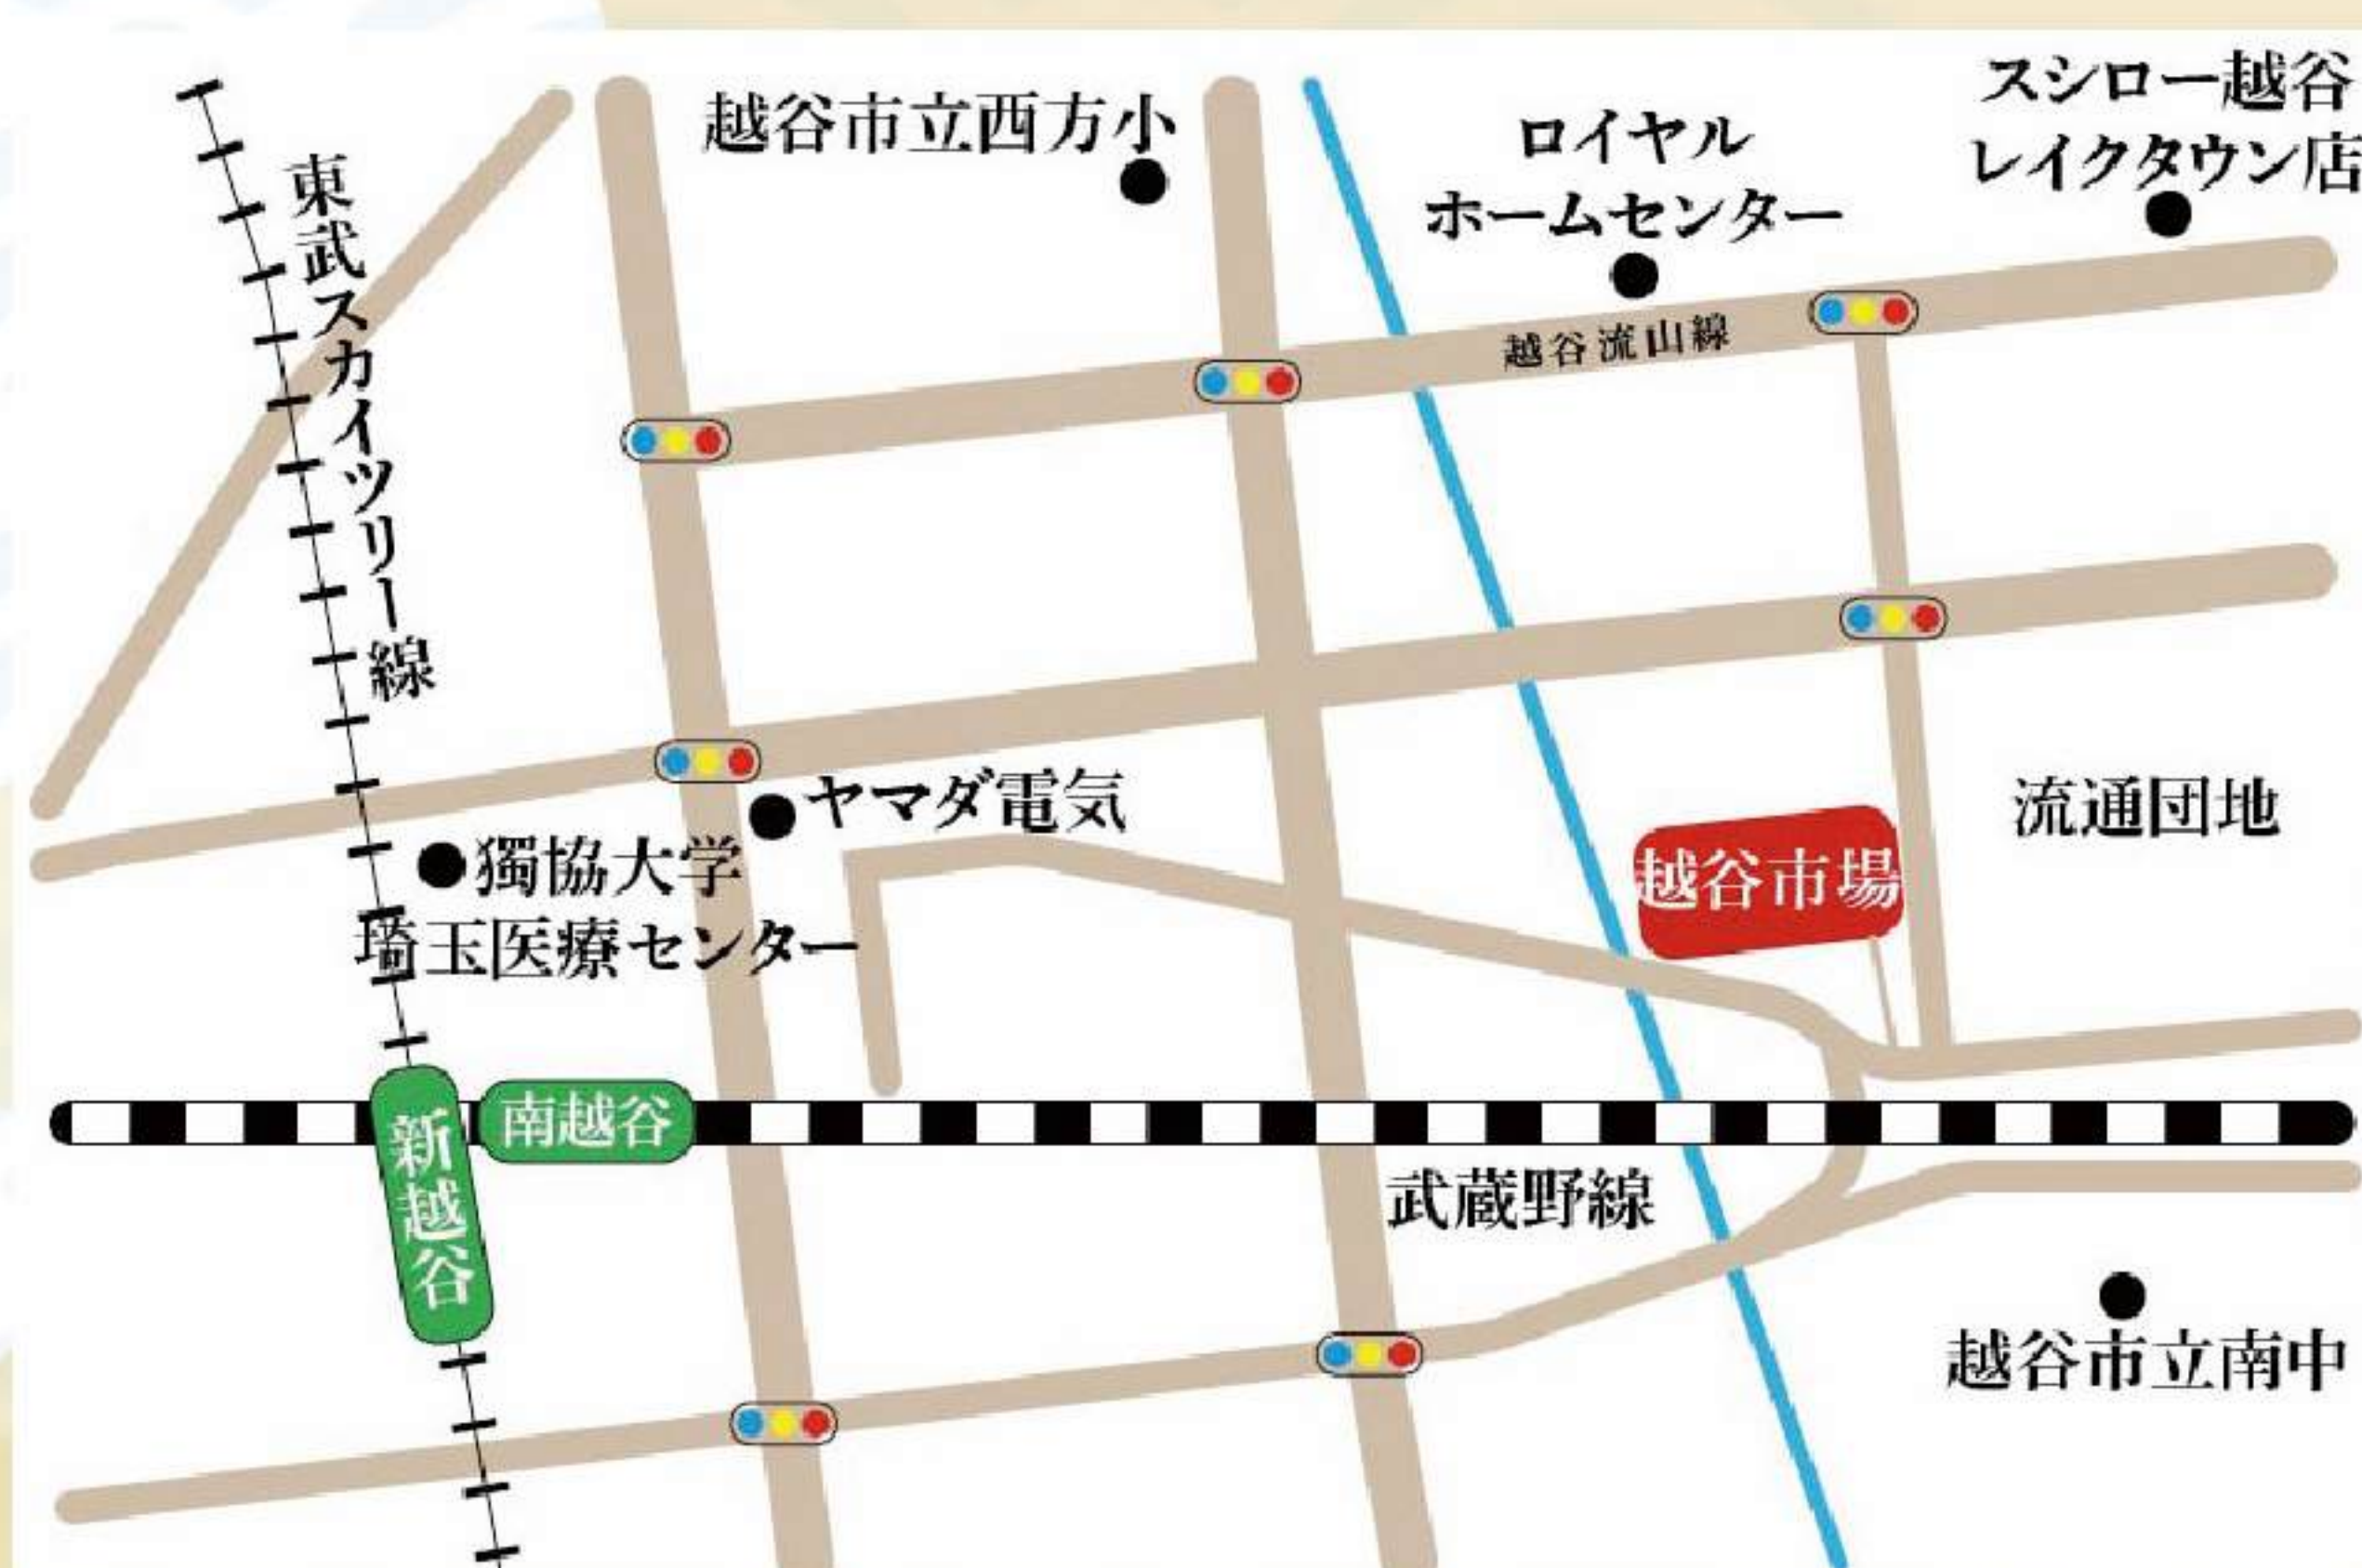 越谷市立西方小
スシロー越谷
レイクタウン店
ロイヤル
ホームセンター
東武スカイツリー線
越谷流山線
ヤマダ電気
流通団地
獨協大学
埼玉医療センター
越谷市場
南越谷
新越谷
武蔵野線
越谷市立南中